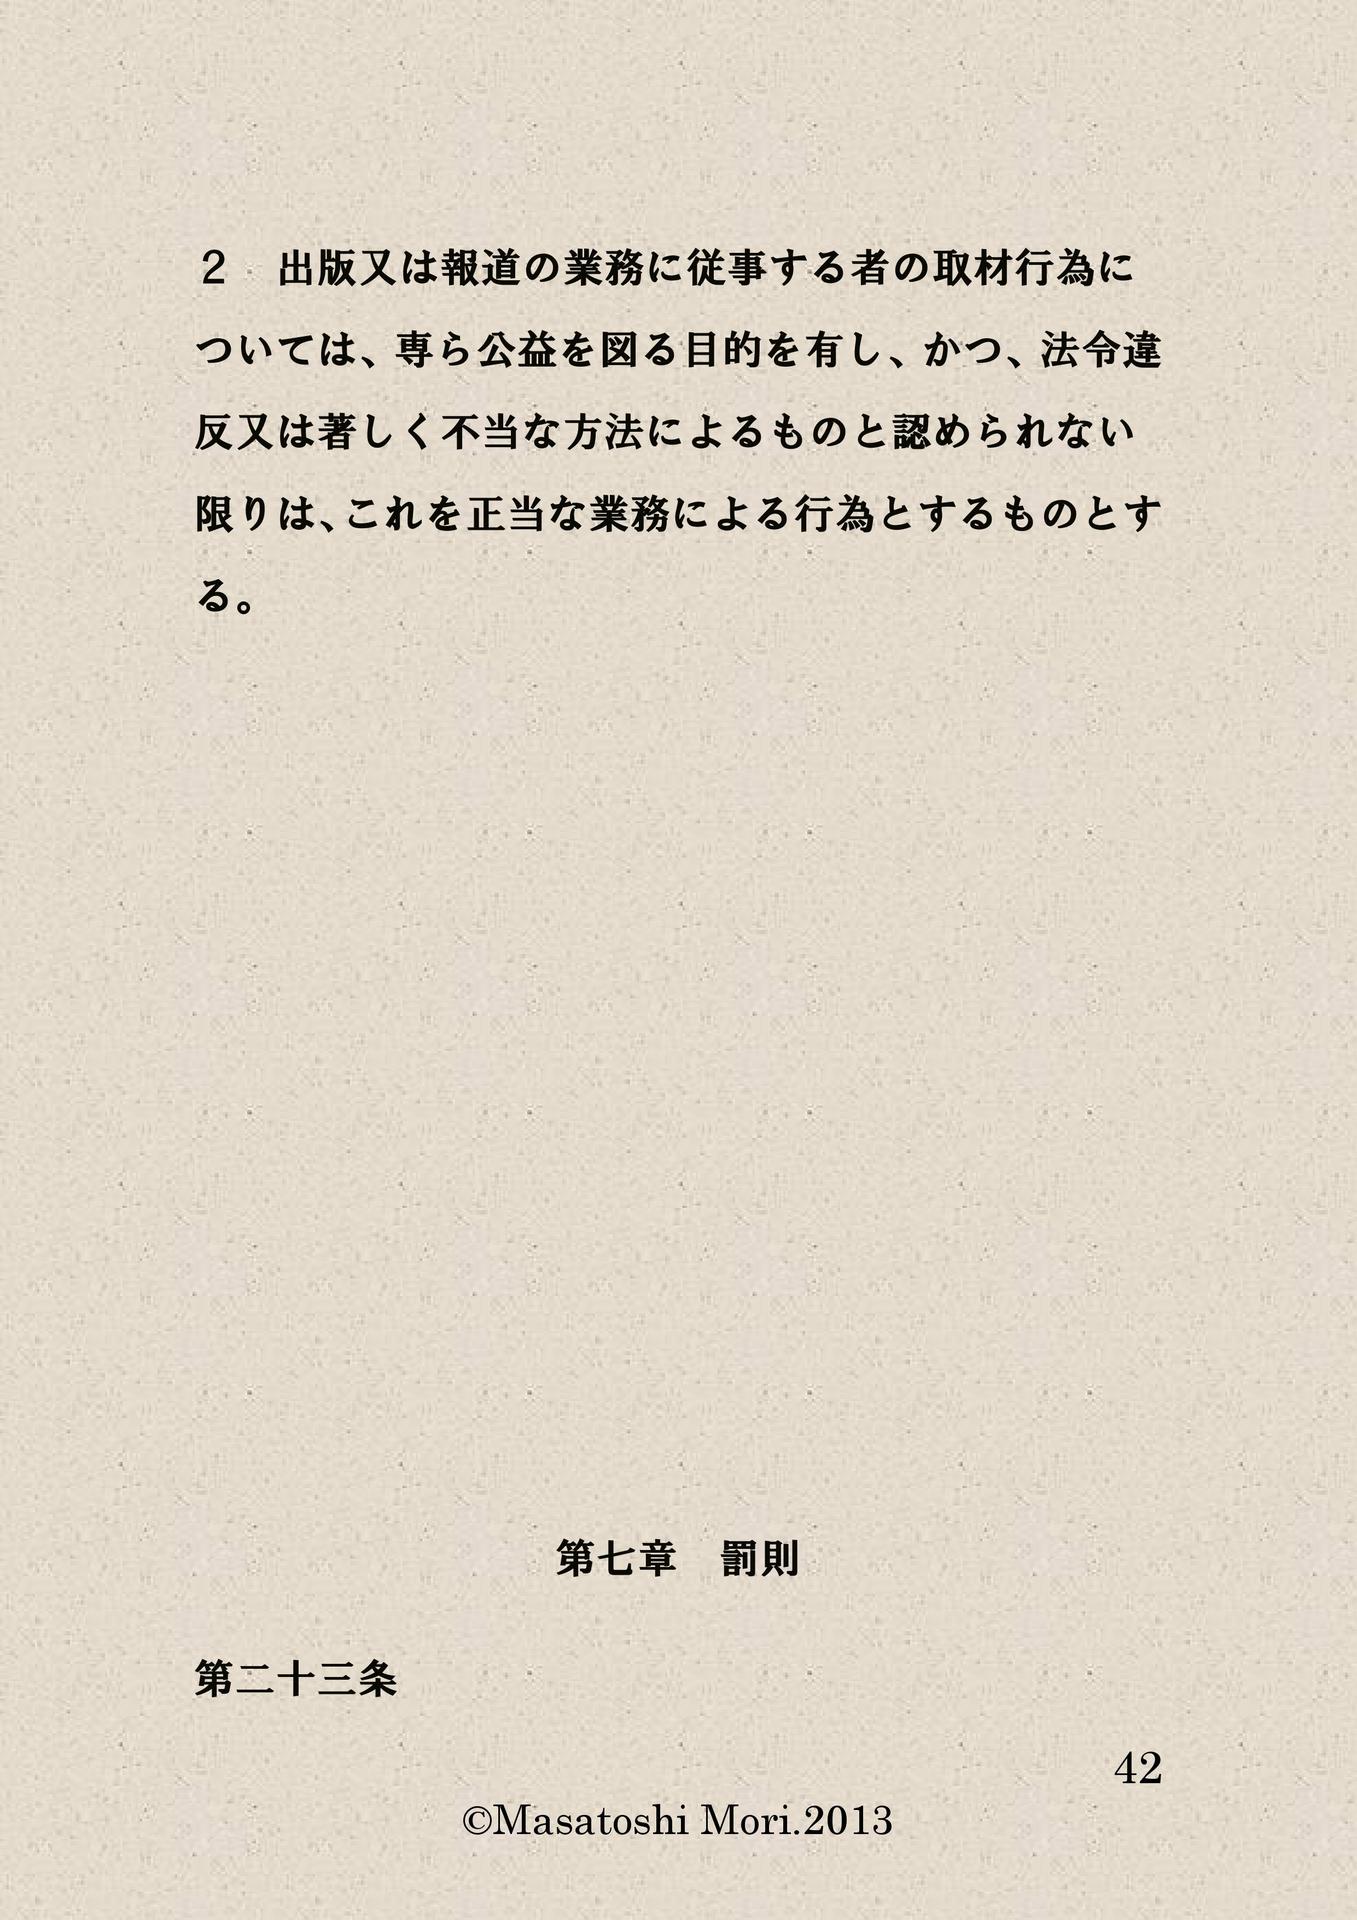 ２　出版又は報道の業務に従事する者の取材行為に
ついては、専ら公益を図る目的を有し、かつ、法令違
反又は著しく不当な方法によるものと認められない
限りは、これを正当な業務による行為とするものとす
る。
第七章　罰則
第二十三条
42
©Masatoshi Mori.2013